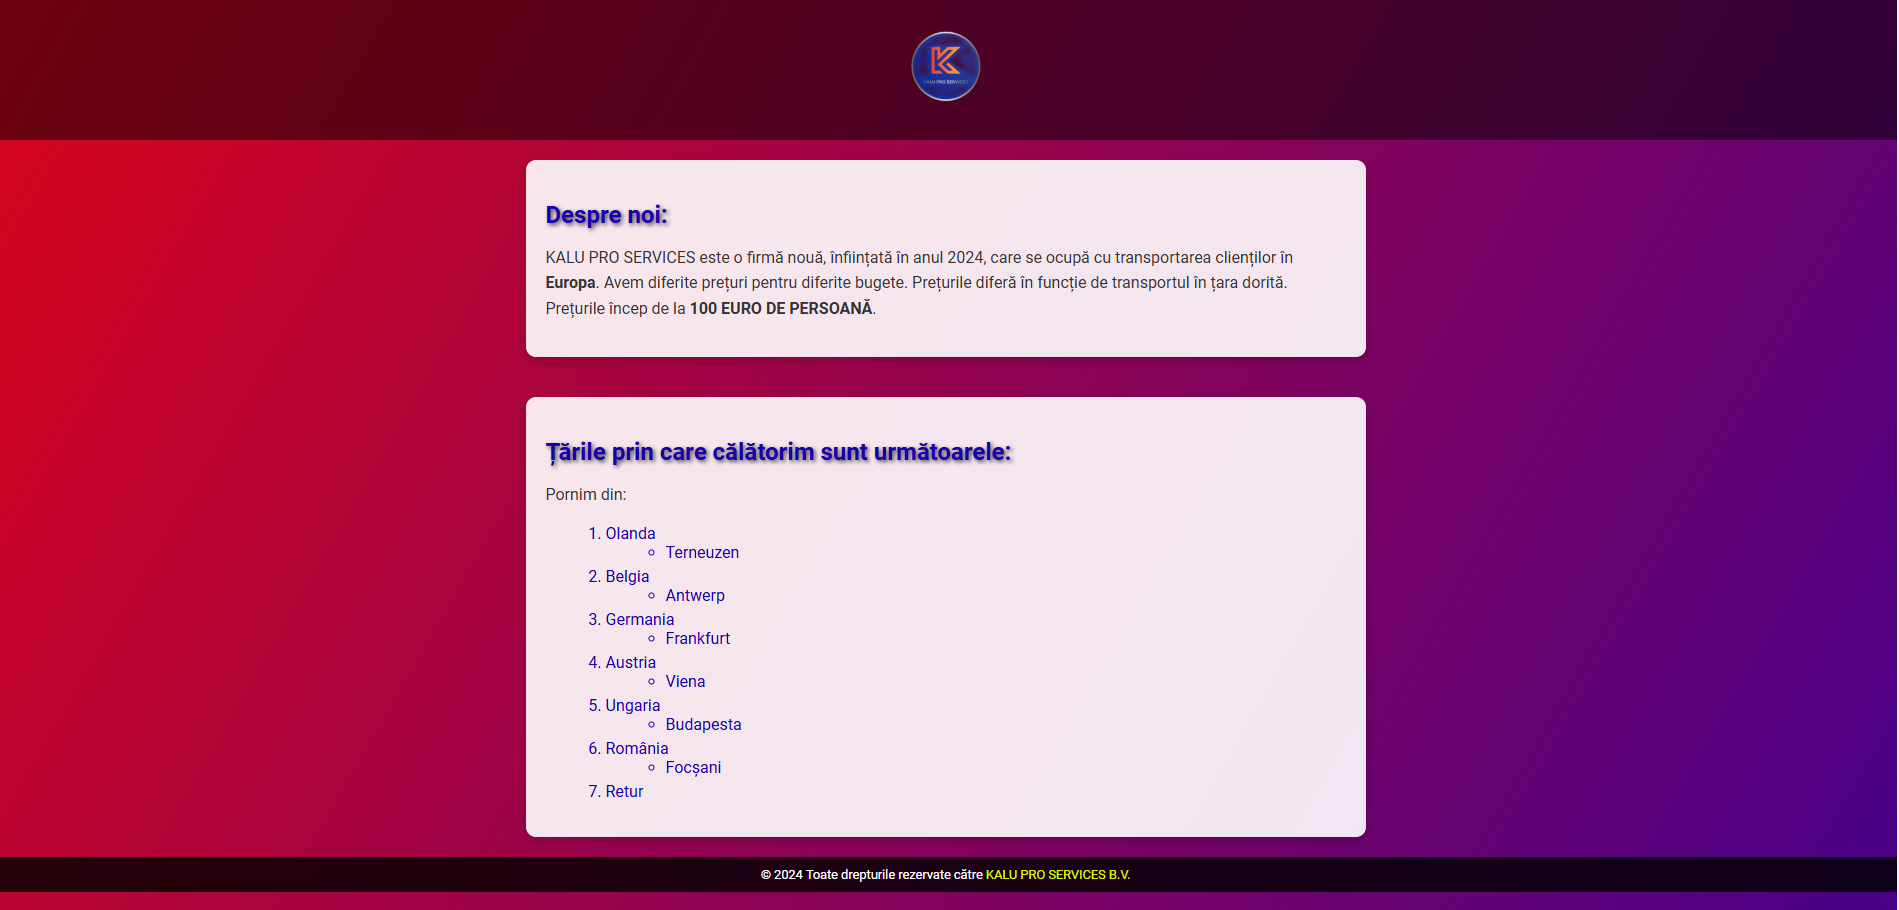 KALU PRO SERVICES
Despre noi:
KALU PRO SERVICES este o firmă nouă, înființată în anul 2024, care se ocupă cu transportarea clienților în
Europa. Avem diferite prețuri pentru diferite bugete. Prețurile diferă în funcție de transportul în țara dorită.
Prețurile încep de la 100 EURO DE PERSOANĂ.
Țările prin care călătorim sunt următoarele:
Pornim din:
1. Olanda
◦ Terneuzen
2. Belgia
◦ Antwerp
3. Germania
◦ Frankfurt
4. Austria
◦ Viena
5. Ungaria
◦ Budapesta
6. România
◦ Focșani
7. Retur
© 2024 Toate drepturile rezervate către KALU PRO SERVICES B.V.